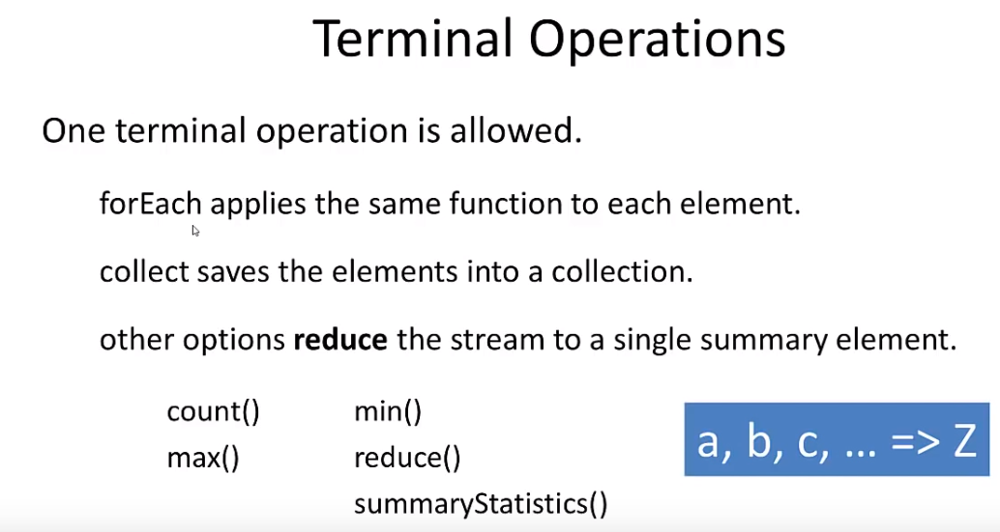 Terminal Operations
One terminal operation is allowed.
forEach applies the same function to each element.
collect saves the elements into a collection.
other options reduce the stream to a single summary element.
count() min()
max() reduce()
summaryStatistics()
a, b, c, ... => Z